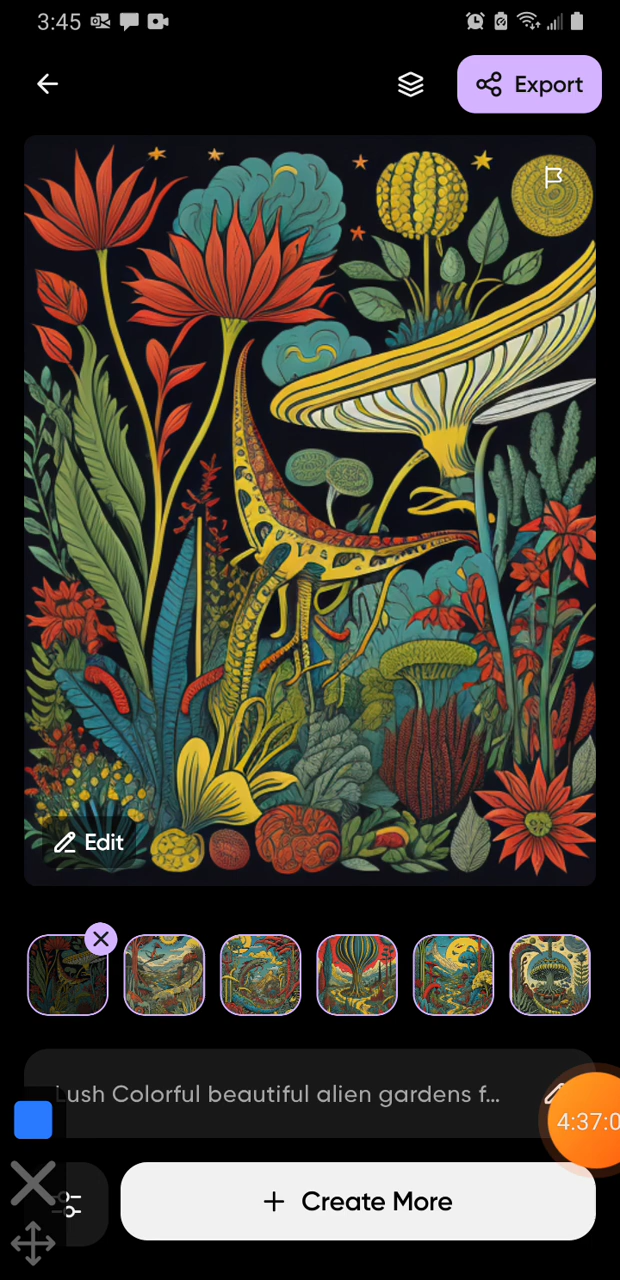 3:45
Export
Edit
Lush Colorful beautiful alien gardens f...
4:37:0
+ Create More